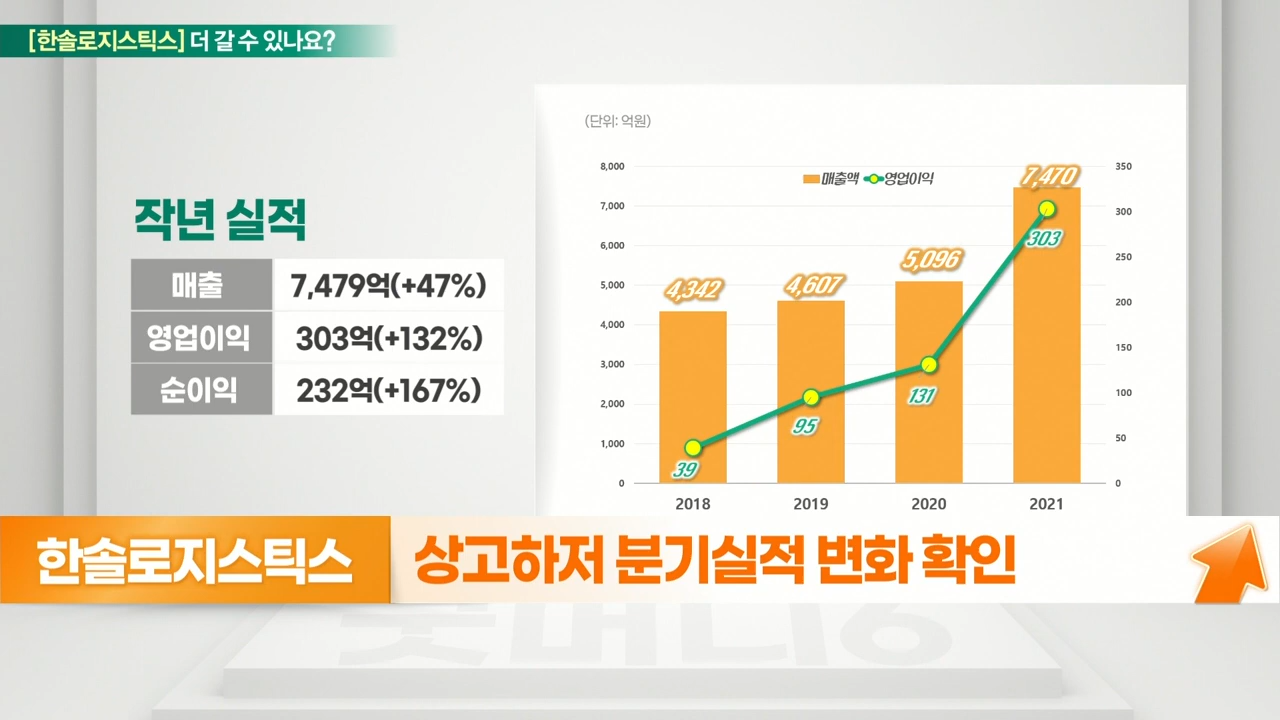 [한솔로지스틱스] 더 갈 수 있나요?
작년 실적
매출 7,479억(+47%)
영업이익 303억(+132%)
순이익 232억(+167%)
(단위: 억원)
매출액 영업이익
8,000
7,000
6,000
5,000
4,000
3,000
2,000
1,000
0
350
300
250
200
150
100
50
0
4,342
4,607
5,096
7,470
39
95
131
303
2018 2019 2020 2021
한솔로지스틱스 상고하저 분기실적 변화 확인
굿머니6